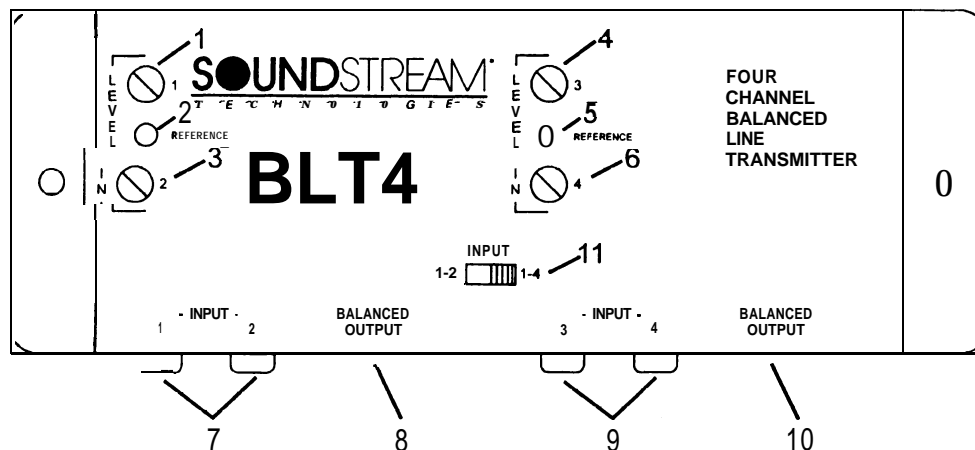 1
4
SOUNDSTREAM
TECHNOLOGIES
LEVEL
1
3
2
REFERENCE
5
REFERENCE
FOUR
CHANNEL
BALANCED
LINE
TRANSMITTER
3
6
IN
2
BLT4
4
0
INPUT
1-2
1-4
11
- INPUT -
1
2
BALANCED
OUTPUT
- INPUT -
3
4
BALANCED
OUTPUT
7
8
9
10
LEVEL
IN
0